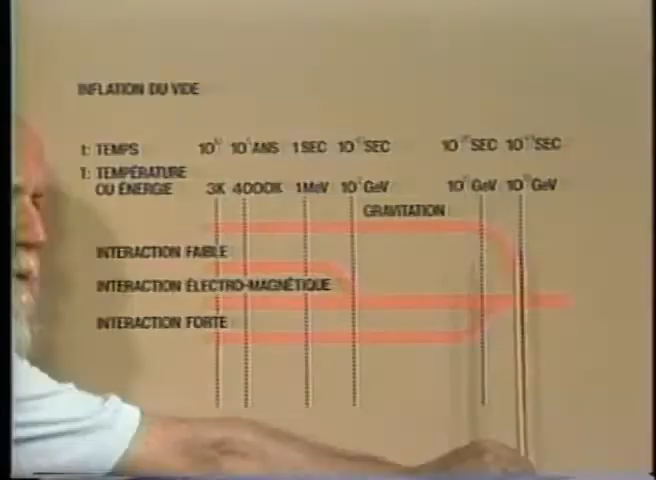 INFLATION DU VIDE
t: TEMPS 10 10 ANS 1 SEC 10 SEC 10 SEC 10 SEC
T: TEMPÉRATURE
OU ÉNERGIE 3K 4000K 1MeV 10 GeV 10 GeV 10 GeV
GRAVITATION
INTERACTION FAIBLE
INTERACTION ÉLECTRO-MAGNÉTIQUE
INTERACTION FORTE